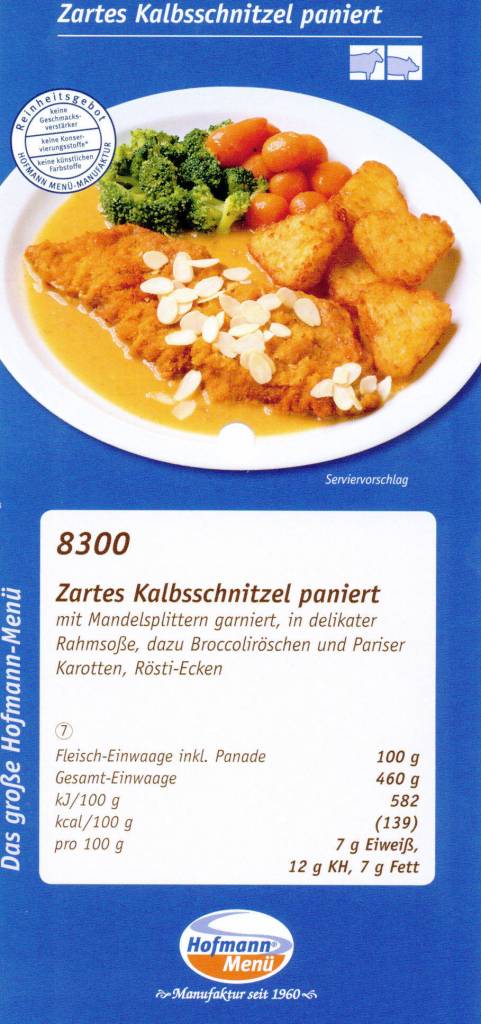 Zartes Kalbsschnitzel paniert
Reinheitsgebot
keine
Geschmacks-
verstärker
keine Konser-
vierungsstoffe*
keine künstlichen
Farbstoffe
HOFMANN MENÜ-MANUFAKTUR
Serviervorschlag
8300
Zartes Kalbsschnitzel paniert
mit Mandelsplittern garniert, in delikater
Rahmsoße, dazu Broccoliröschen und Pariser
Karotten, Rösti-Ecken
7
Fleisch-Einwaage inkl. Panade 100 g
Gesamt-Einwaage 460 g
kJ/100 g 582
kcal/100 g (139)
pro 100 g 7 g Eiweiß,
12 g KH, 7 g Fett
Das große Hofmann-Menü
Hofmann®
Menü
Manufaktur seit 1960